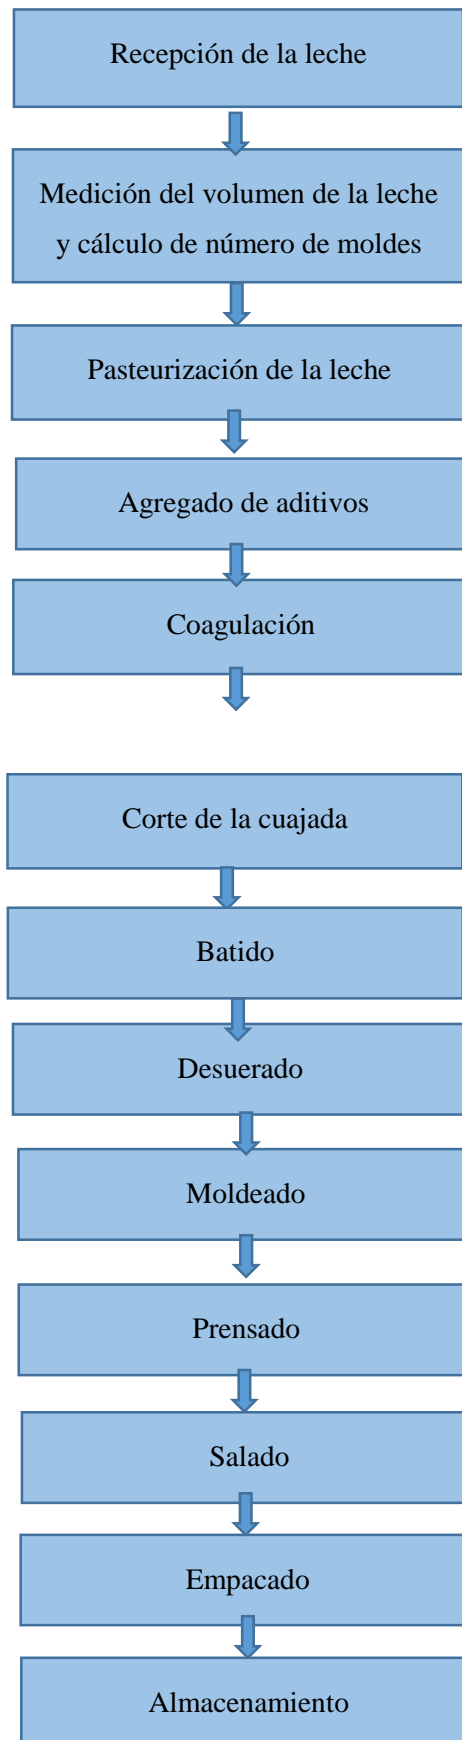 Recepción de la leche
Medición del volumen de la leche
y cálculo de número de moldes
Pasteurización de la leche
Agregado de aditivos
Coagulación
Corte de la cuajada
Batido
Desuerado
Moldeado
Prensado
Salado
Empacado
Almacenamiento